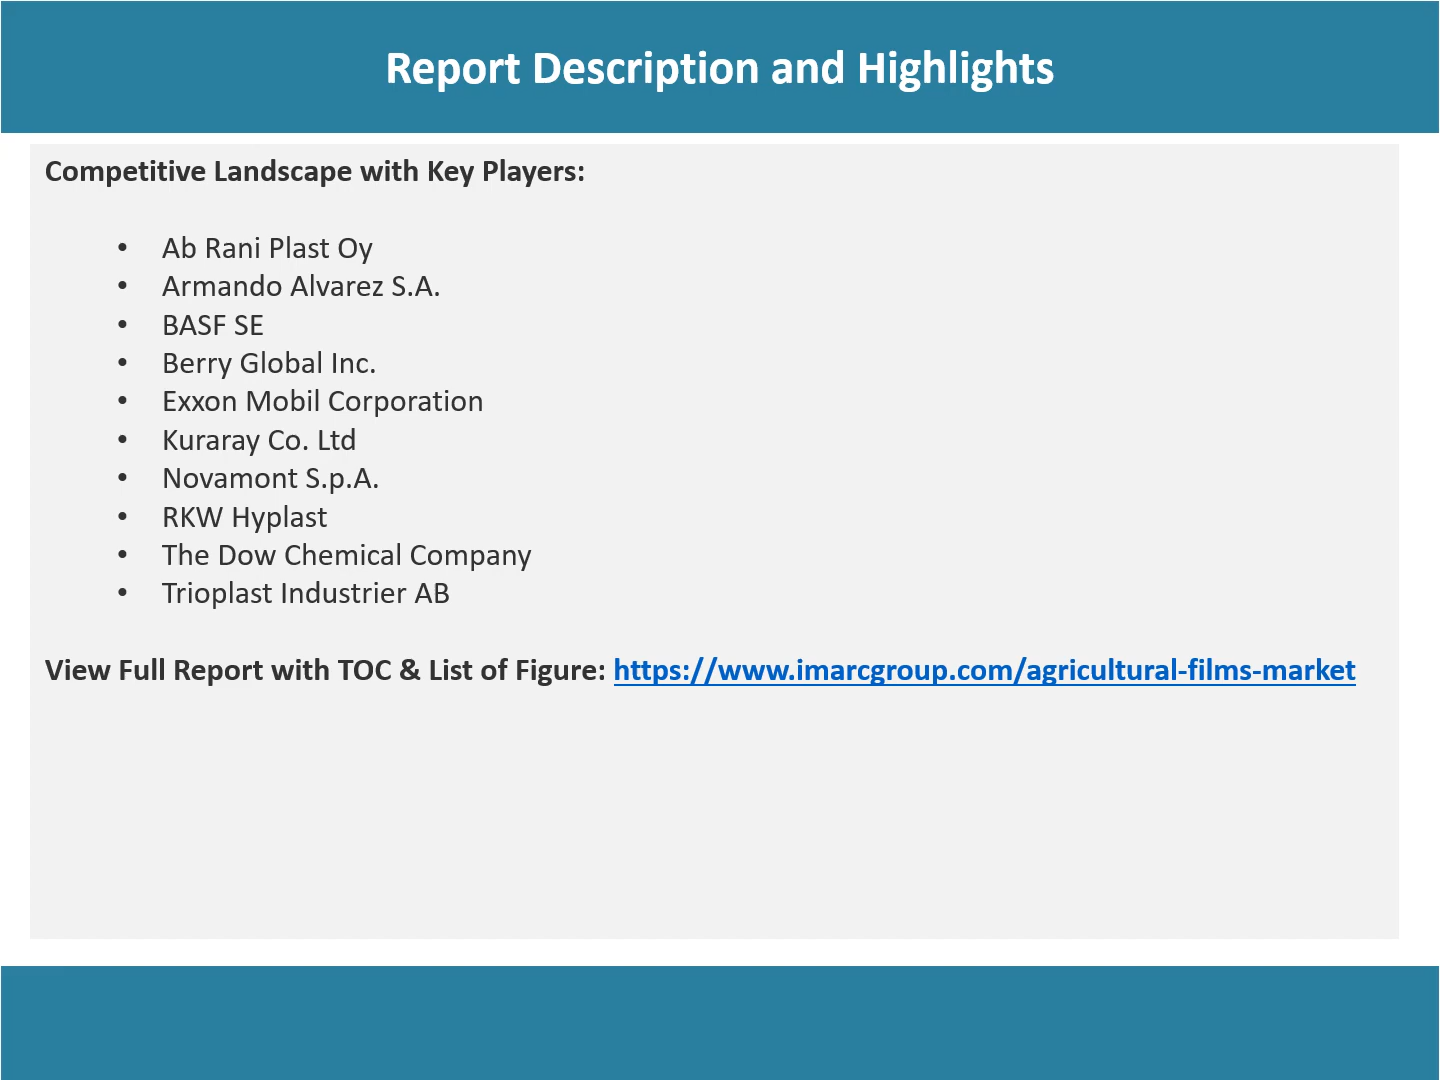 Report Description and Highlights
Competitive Landscape with Key Players:
• Ab Rani Plast Oy
• Armando Alvarez S.A.
• BASF SE
• Berry Global Inc.
• Exxon Mobil Corporation
• Kuraray Co. Ltd
• Novamont S.p.A.
• RKW Hyplast
• The Dow Chemical Company
• Trioplast Industrier AB
View Full Report with TOC & List of Figure: https://www.imarcgroup.com/agricultural-films-market